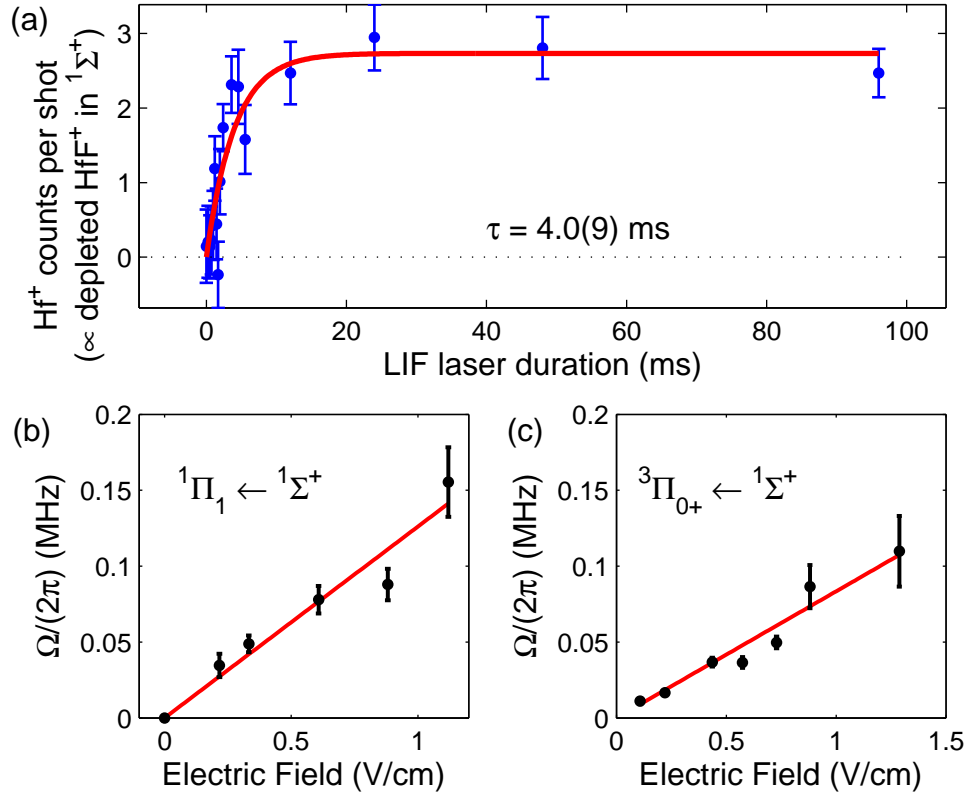 (a)
Hf⁺ counts per shot
(∝ depleted HfF⁺ in ¹Σ⁺)
3
2
1
0
τ = 4.0(9) ms
0 20 40 60 80 100
LIF laser duration (ms)
(b)
Ω/(2π) (MHz)
0.2
0.15
0.1
0.05
0
¹Π₁ ← ¹Σ⁺
0 0.5 1
Electric Field (V/cm)
(c)
Ω/(2π) (MHz)
0.2
0.15
0.1
0.05
0
³Π₀₊ ← ¹Σ⁺
0 0.5 1 1.5
Electric Field (V/cm)